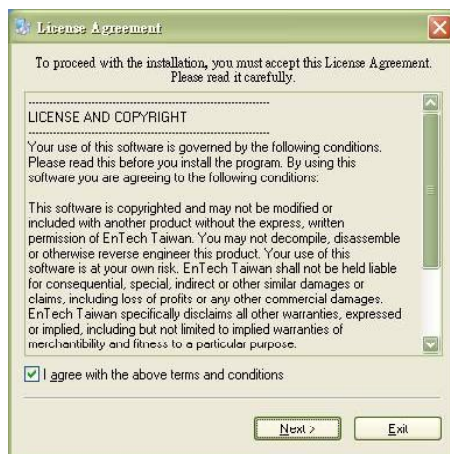 License Agreement
To proceed with the installation, you must accept this License Agreement.
Please read it carefully.
------------------------------------------------------------
LICENSE AND COPYRIGHT
------------------------------------------------------------
Your use of this software is governed by the following conditions.
Please read this before you install the program. By using this
software you are agreeing to the following conditions:
This software is copyrighted and may not be modified or
included with another product without the express, written
permission of EnTech Taiwan. You may not decompile, disassemble
or otherwise reverse engineer this product. Your use of this
software is at your own risk. EnTech Taiwan shall not be held liable
for consequential, special, indirect or other similar damages or
claims, including loss of profits or any other commercial damages.
EnTech Taiwan specifically disclaims all other warranties, expressed
or implied, including but not limited to implied warranties of
merchantibility and fitness to a particular purpose.
I agree with the above terms and conditions
Next >
Exit